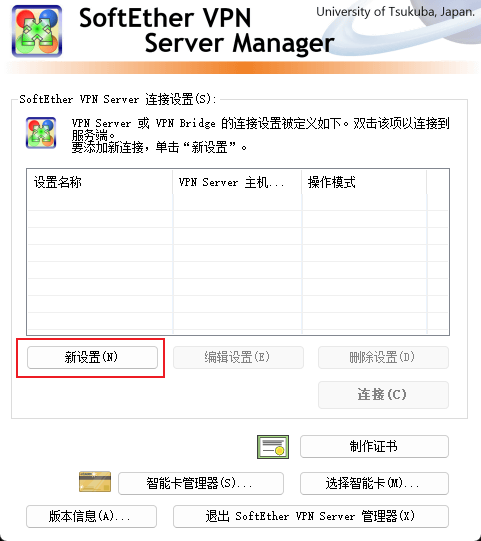 SoftEther VPN
Server Manager
University of Tsukuba, Japan.
SoftEther VPN Server 连接设置(S):
VPN Server 或 VPN Bridge 的连接设置被定义如下。双击该项以连接到
服务端。
要添加新连接，单击“新设置”。
设置名称 VPN Server 主机... 操作模式
新设置(N) 编辑设置(E) 删除设置(D)
连接(C)
制作证书
智能卡管理器(S)... 选择智能卡(M)...
版本信息(A)... 退出 SoftEther VPN Server 管理器(X)